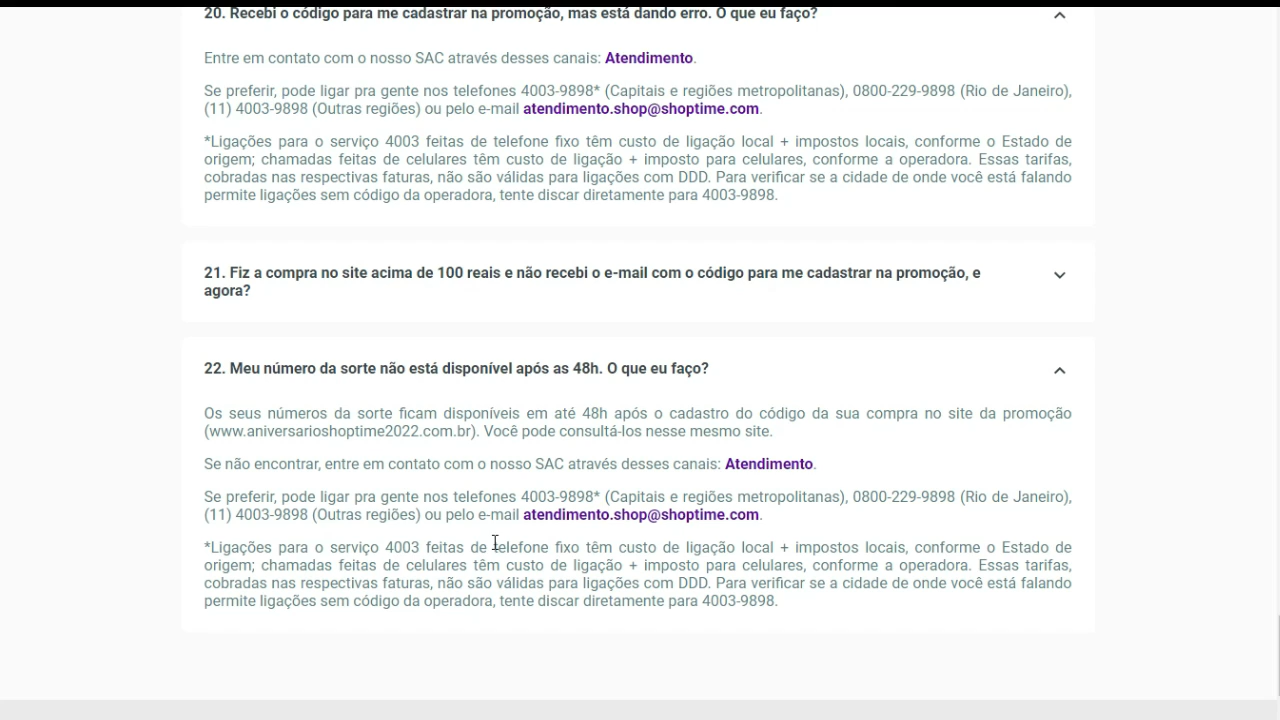 20. Recebi o código para me cadastrar na promoção, mas está dando erro. O que eu faço?
Entre em contato com o nosso SAC através desses canais: Atendimento.
Se preferir, pode ligar pra gente nos telefones 4003-9898* (Capitais e regiões metropolitanas), 0800-229-9898 (Rio de Janeiro),
(11) 4003-9898 (Outras regiões) ou pelo e-mail atendimento.shop@shoptime.com.
*Ligações para o serviço 4003 feitas de telefone fixo têm custo de ligação local + impostos locais, conforme o Estado de
origem; chamadas feitas de celulares têm custo de ligação + imposto para celulares, conforme a operadora. Essas tarifas,
cobradas nas respectivas faturas, não são válidas para ligações com DDD. Para verificar se a cidade de onde você está falando
permite ligações sem código da operadora, tente discar diretamente para 4003-9898.
21. Fiz a compra no site acima de 100 reais e não recebi o e-mail com o código para me cadastrar na promoção, e
agora?
22. Meu número da sorte não está disponível após as 48h. O que eu faço?
Os seus números da sorte ficam disponíveis em até 48h após o cadastro do código da sua compra no site da promoção
(www.aniversarioshoptime2022.com.br). Você pode consultá-los nesse mesmo site.
Se não encontrar, entre em contato com o nosso SAC através desses canais: Atendimento.
Se preferir, pode ligar pra gente nos telefones 4003-9898* (Capitais e regiões metropolitanas), 0800-229-9898 (Rio de Janeiro),
(11) 4003-9898 (Outras regiões) ou pelo e-mail atendimento.shop@shoptime.com.
*Ligações para o serviço 4003 feitas de telefone fixo têm custo de ligação local + impostos locais, conforme o Estado de
origem; chamadas feitas de celulares têm custo de ligação + imposto para celulares, conforme a operadora. Essas tarifas,
cobradas nas respectivas faturas, não são válidas para ligações com DDD. Para verificar se a cidade de onde você está falando
permite ligações sem código da operadora, tente discar diretamente para 4003-9898.